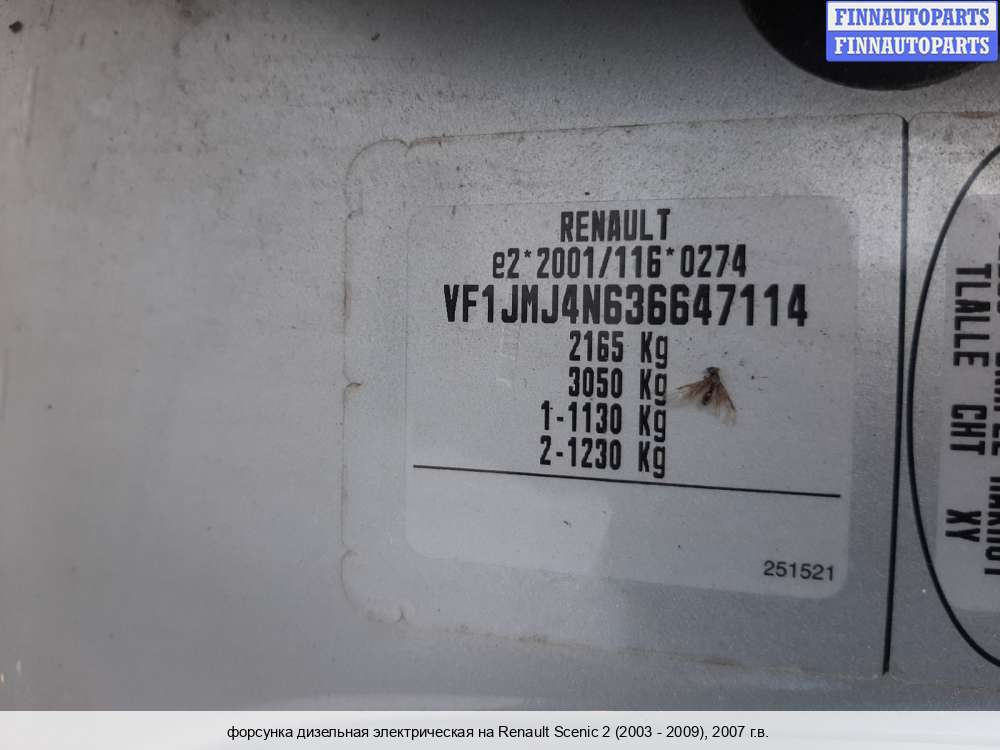 FINNAUTOPARTS
FINNAUTOPARTS
RENAULT
e2*2001/116*0274
VF1JMJ4N636647114
2165 Kg
3050 Kg
1-1130 Kg
2-1230 Kg
251521
TLALLE CHT XY
форсунка дизельная электрическая на Renault Scenic 2 (2003 - 2009), 2007 г.в.